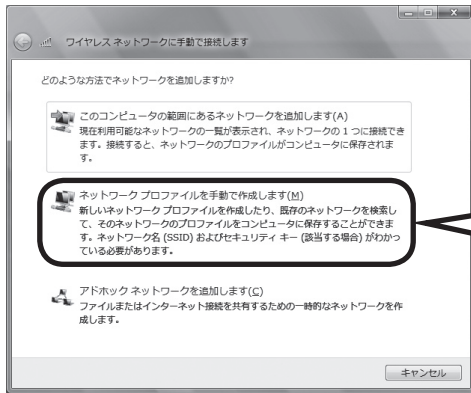 ワイヤレス ネットワークに手動で接続します
どのような方法でネットワークを追加しますか?
このコンピュータの範囲にあるネットワークを追加します(A)
現在利用可能なネットワークの一覧が表示され、ネットワークの 1 つに接続でき
ます。接続すると、ネットワークのプロファイルがコンピュータに保存されま
す。
ネットワーク プロファイルを手動で作成します(M)
新しいネットワーク プロファイルを作成したり、既存のネットワークを検索し
て、そのネットワークのプロファイルをコンピュータに保存することができま
す。ネットワーク名 (SSID) およびセキュリティ キー (該当する場合) がわかっ
ている必要があります。
アドホック ネットワークを追加します(C)
ファイルまたはインターネット接続を共有するための一時的なネットワークを作
成します。
キャンセル